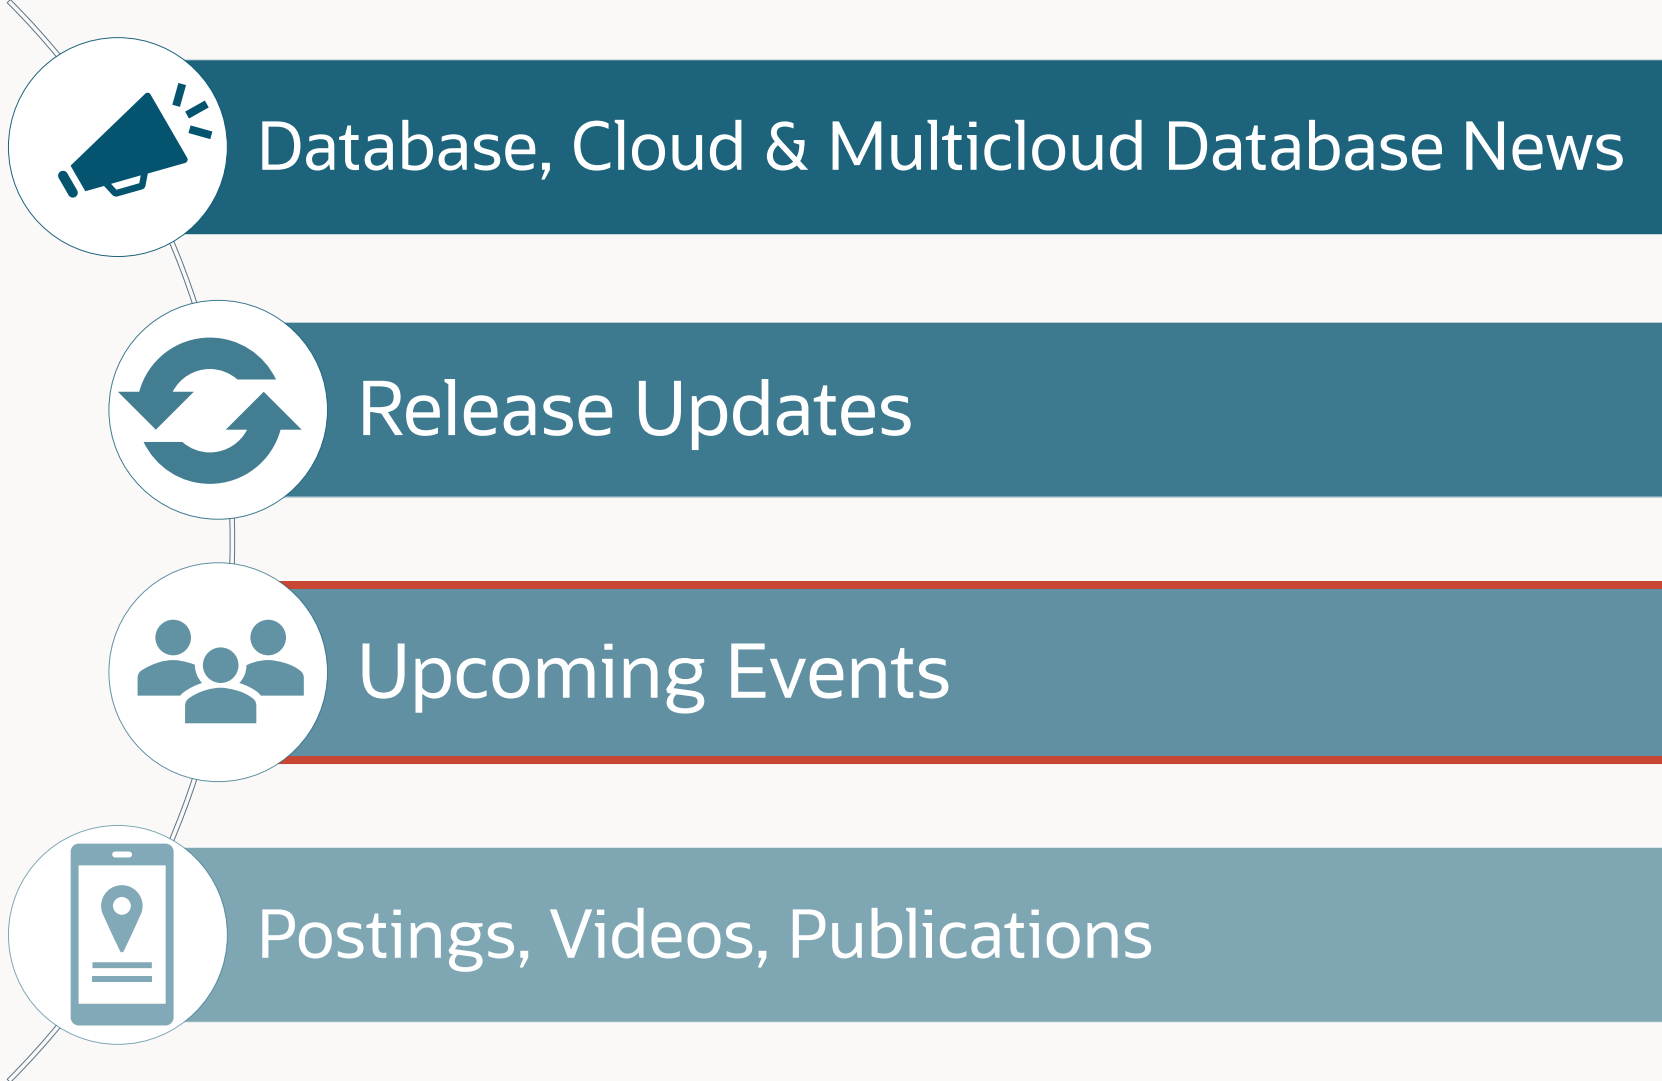 Database, Cloud & Multicloud Database News
Release Updates
Upcoming Events
Postings, Videos, Publications